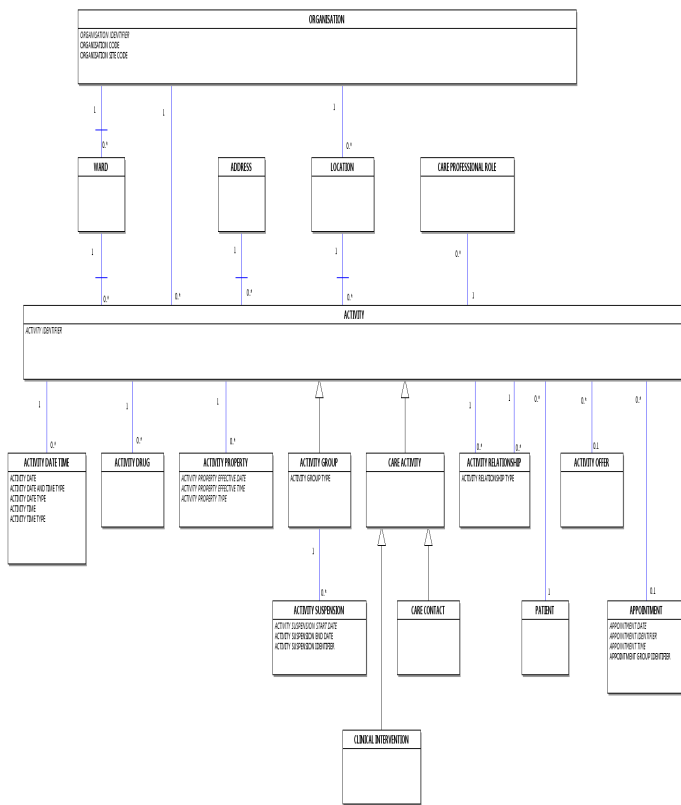 ORGANISATION
ORGANISATION IDENTIFIER
ORGANISATION CODE
ORGANISATION SITE CODE
1
1
1
0..*
0..*
WARD
ADDRESS
LOCATION
CARE PROFESSIONAL ROLE
1
1
1
0..*
0..*
0..*
0..*
0..*
1
ACTIVITY
ACTIVITY IDENTIFIER
1
1
1
1
1
0..*
0..*
0..*
0..*
0..*
0..*
0..*
0..*
0..1
ACTIVITY DATE TIME
ACTIVITY DATE
ACTIVITY DATE AND TIME TYPE
ACTIVITY DATE TYPE
ACTIVITY TIME
ACTIVITY TIME TYPE
ACTIVITY DRUG
ACTIVITY PROPERTY
ACTIVITY PROPERTY EFFECTIVE DATE
ACTIVITY PROPERTY EFFECTIVE TIME
ACTIVITY PROPERTY TYPE
ACTIVITY GROUP
ACTIVITY GROUP TYPE
CARE ACTIVITY
ACTIVITY RELATIONSHIP
ACTIVITY RELATIONSHIP TYPE
ACTIVITY OFFER
1
0..*
1
0..1
ACTIVITY SUSPENSION
ACTIVITY SUSPENSION START DATE
ACTIVITY SUSPENSION END DATE
ACTIVITY SUSPENSION IDENTIFIER
CARE CONTACT
PATIENT
APPOINTMENT
APPOINTMENT DATE
APPOINTMENT IDENTIFIER
APPOINTMENT TIME
APPOINTMENT GROUP IDENTIFIER
CLINICAL INTERVENTION